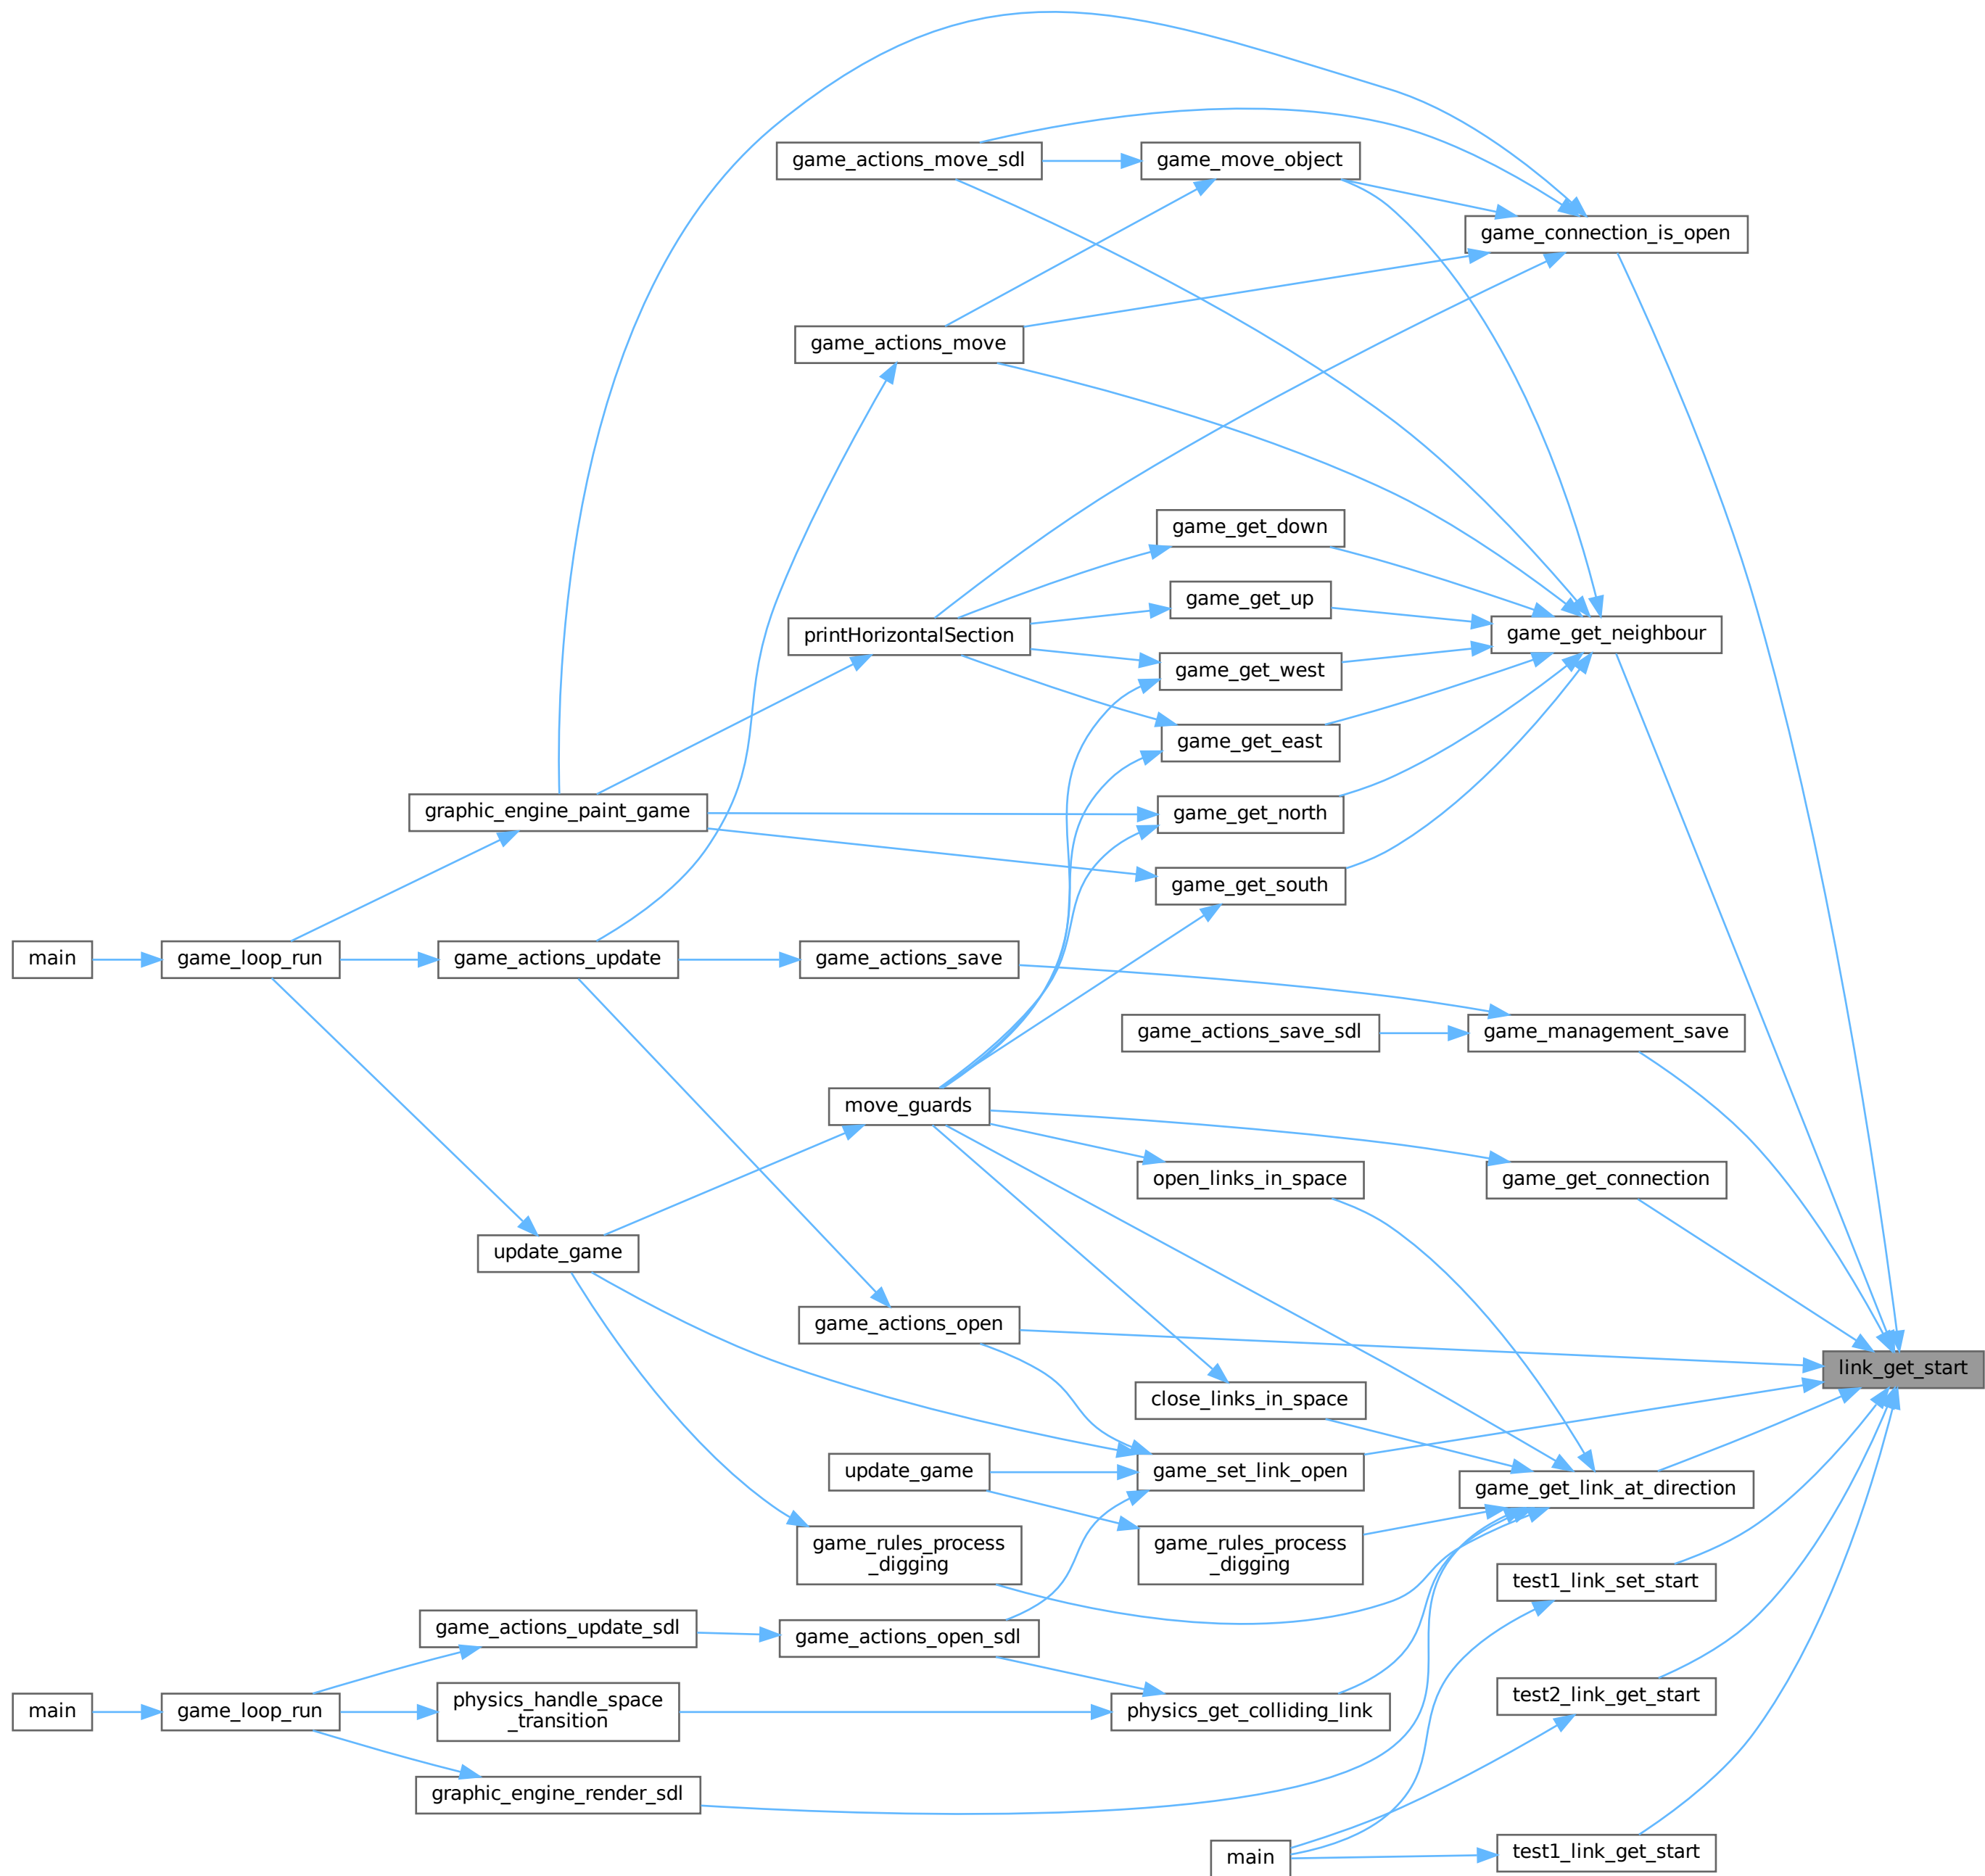 game_actions_move_sdl
game_move_object
game_connection_is_open
game_actions_move
game_get_down
game_get_up
printHorizontalSection
game_get_neighbour
game_get_west
game_get_east
graphic_engine_paint_game
game_get_north
game_get_south
main
game_loop_run
game_actions_update
game_actions_save
game_actions_save_sdl
game_management_save
move_guards
open_links_in_space
game_get_connection
update_game
game_actions_open
link_get_start
close_links_in_space
update_game
game_set_link_open
game_get_link_at_direction
game_rules_process
_digging
game_rules_process
_digging
test1_link_set_start
game_actions_update_sdl
game_actions_open_sdl
main
game_loop_run
physics_handle_space
_transition
physics_get_colliding_link
test2_link_get_start
graphic_engine_render_sdl
main
test1_link_get_start